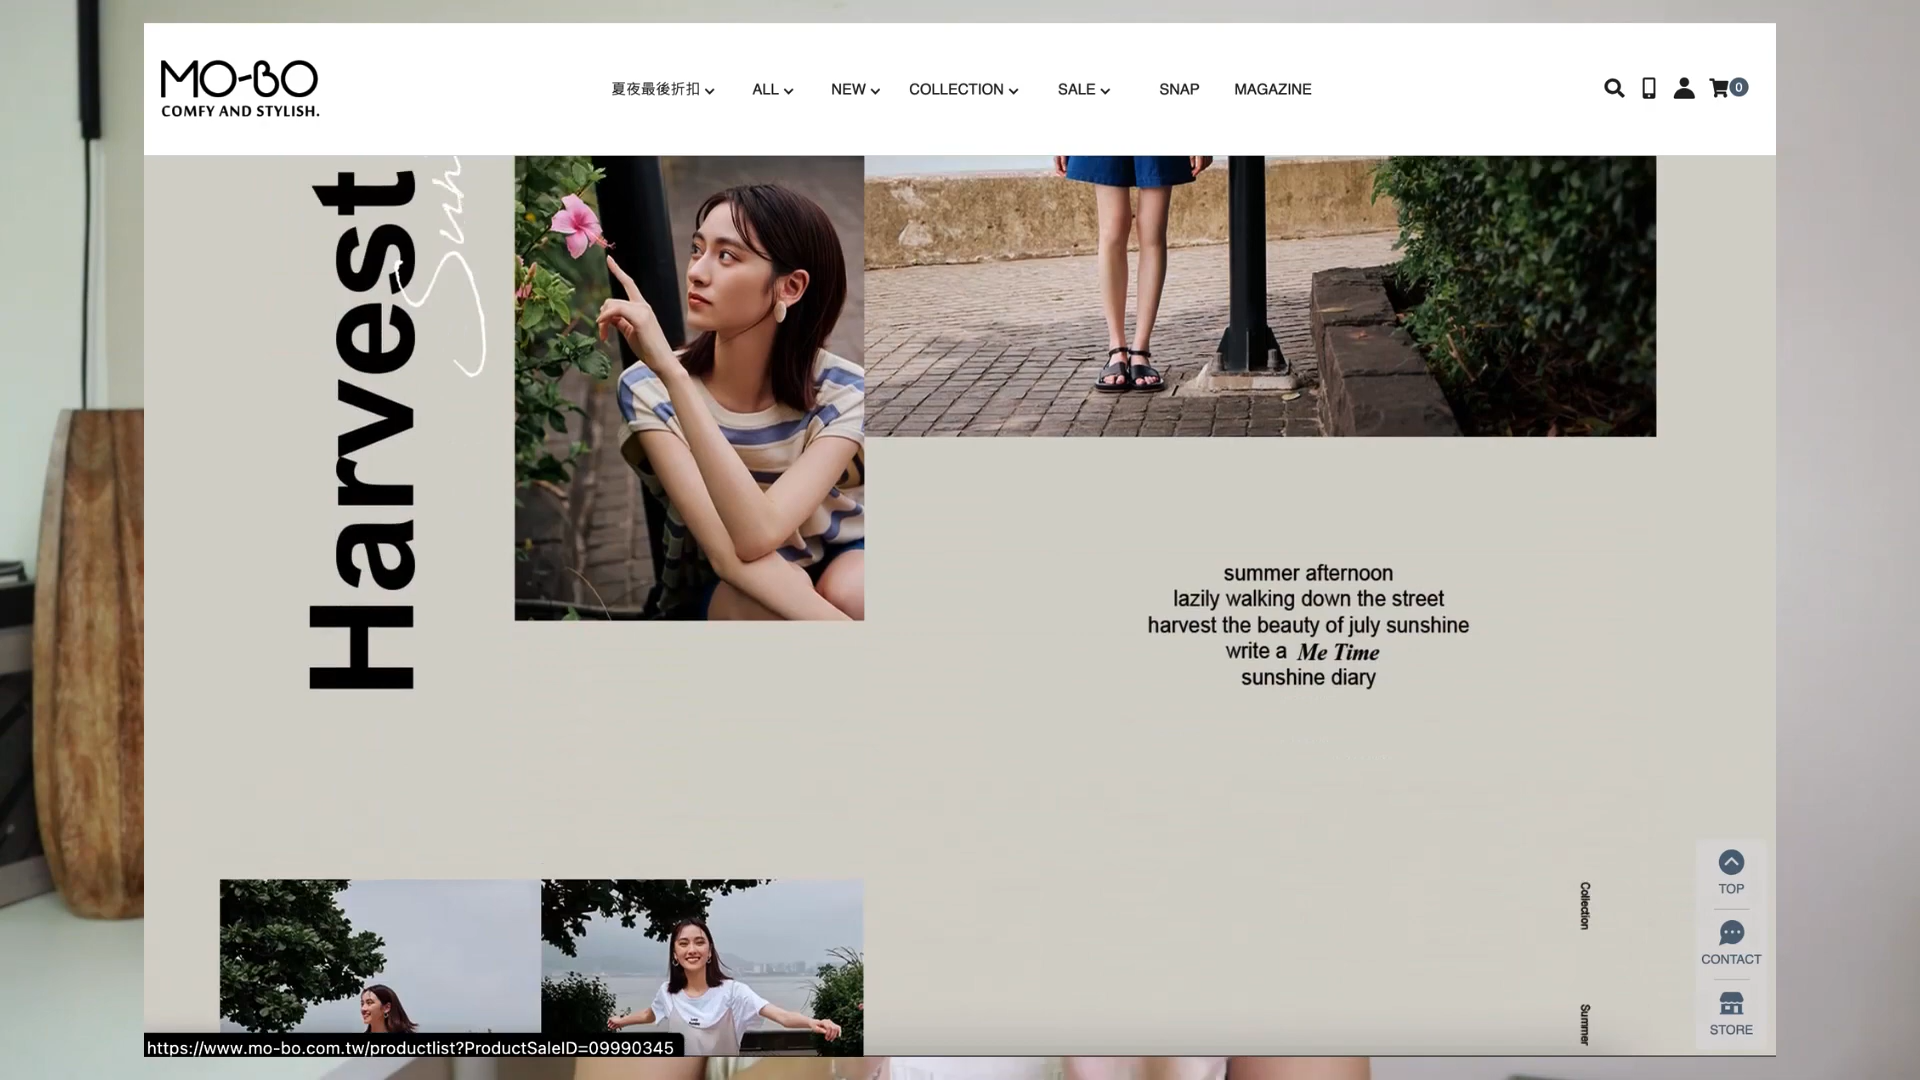 MO-BO
COMFY AND STYLISH.
夏夜最後折扣
ALL
NEW
COLLECTION
SALE
SNAP
MAGAZINE
0
Harvest
Sunh
summer afternoon
lazily walking down the street
harvest the beauty of july sunshine
write a Me Time
sunshine diary
Collection
Summer
TOP
CONTACT
STORE
https://www.mo-bo.com.tw/productlist?ProductSaleID=09990345